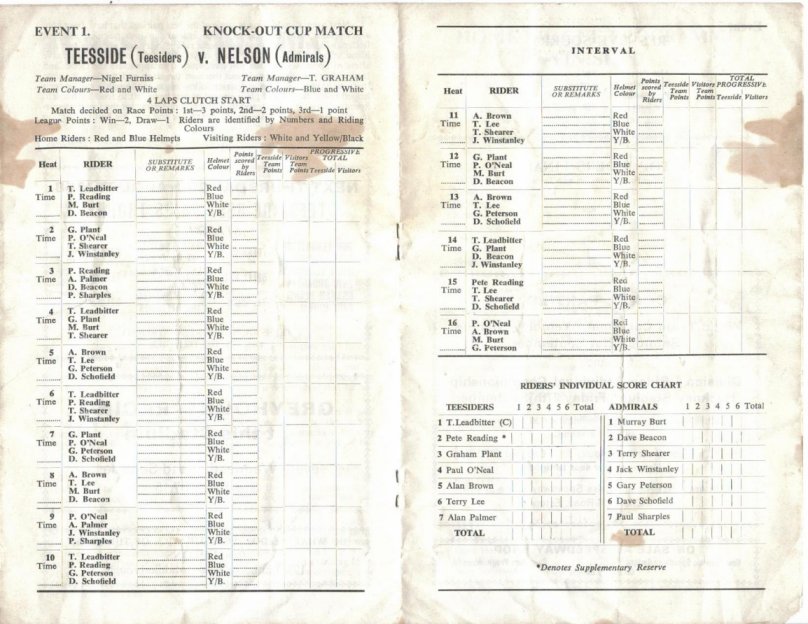 EVENT 1. KNOCK-OUT CUP MATCH
TEESSIDE (Teesiders) v. NELSON (Admirals)
Team Manager—Nigel Furniss Team Manager—T. GRAHAM
Team Colours—Red and White Team Colours—Blue and White
4 LAPS CLUTCH START
Match decided on Race Points : 1st—3 points, 2nd—2 points, 3rd—1 point
League Points : Win—2, Draw—1 Riders are identified by Numbers and Riding
Colours
Home Riders : Red and Blue Helmets Visiting Riders : White and Yellow/Black
Heat RIDER SUBSTITUTE OR REMARKS Helmet Colour Points scored by Riders Teesside Team Points Visitors Team Points PROGRESSIVE TOTAL Teesside Visitors
1 T. Leadbitter Red
Time P. Reading Blue
M. Burt White
D. Beacon Y/B.
2 G. Plant Red
Time P. O'Neal Blue
T. Shearer White
J. Winstanley Y/B.
3 P. Reading Red
Time A. Palmer Blue
D. Beacon White
P. Sharples Y/B.
4 T. Leadbitter Red
Time G. Plant Blue
M. Burt White
T. Shearer Y/B.
5 A. Brown Red
Time T. Lee Blue
G. Peterson White
D. Schofield Y/B.
6 T. Leadbitter Red
Time P. Reading Blue
T. Shearer White
J. Winstanley Y/B.
7 G. Plant Red
Time P. O'Neal Blue
G. Peterson White
D. Schofield Y/B.
8 A. Brown Red
Time T. Lee Blue
M. Burt White
D. Beacon Y/B.
9 P. O'Neal Red
Time A. Palmer Blue
J. Winstanley White
P. Sharples Y/B.
10 T. Leadbitter Red
Time P. Reading Blue
G. Peterson White
D. Schofield Y/B.
INTERVAL
Heat RIDER SUBSTITUTE OR REMARKS Helmet Colour Points scored by Riders Teesside Team Points Visitors Team Points TOTAL PROGRESSIVE Teesside Visitors
11 A. Brown Red
Time T. Lee Blue
T. Shearer White
J. Winstanley Y/B.
12 G. Plant Red
Time P. O'Neal Blue
M. Burt White
D. Beacon Y/B.
13 A. Brown Red
Time T. Lee Blue
G. Peterson White
D. Schofield Y/B.
14 T. Leadbitter Red
Time G. Plant Blue
D. Beacon White
J. Winstanley Y/B.
15 Pete Reading Red
Time T. Lee Blue
T. Shearer White
D. Schofield Y/B.
16 P. O'Neal Red
Time A. Brown Blue
M. Burt White
G. Peterson Y/B.
RIDERS' INDIVIDUAL SCORE CHART
TEESIDERS 1 2 3 4 5 6 Total ADMIRALS 1 2 3 4 5 6 Total
1 T.Leadbitter (C) 1 Murray Burt
2 Pete Reading * 2 Dave Beacon
3 Graham Plant 3 Terry Shearer
4 Paul O'Neal 4 Jack Winstanley
5 Alan Brown 5 Gary Peterson
6 Terry Lee 6 Dave Schofield
7 Alan Palmer 7 Paul Sharples
TOTAL TOTAL
*Denotes Supplementary Reserve